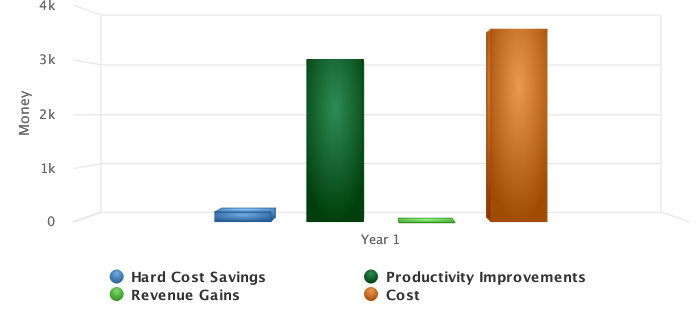 4k
3k
2k
1k
0
Money
Year 1
Hard Cost Savings
Productivity Improvements
Revenue Gains
Cost